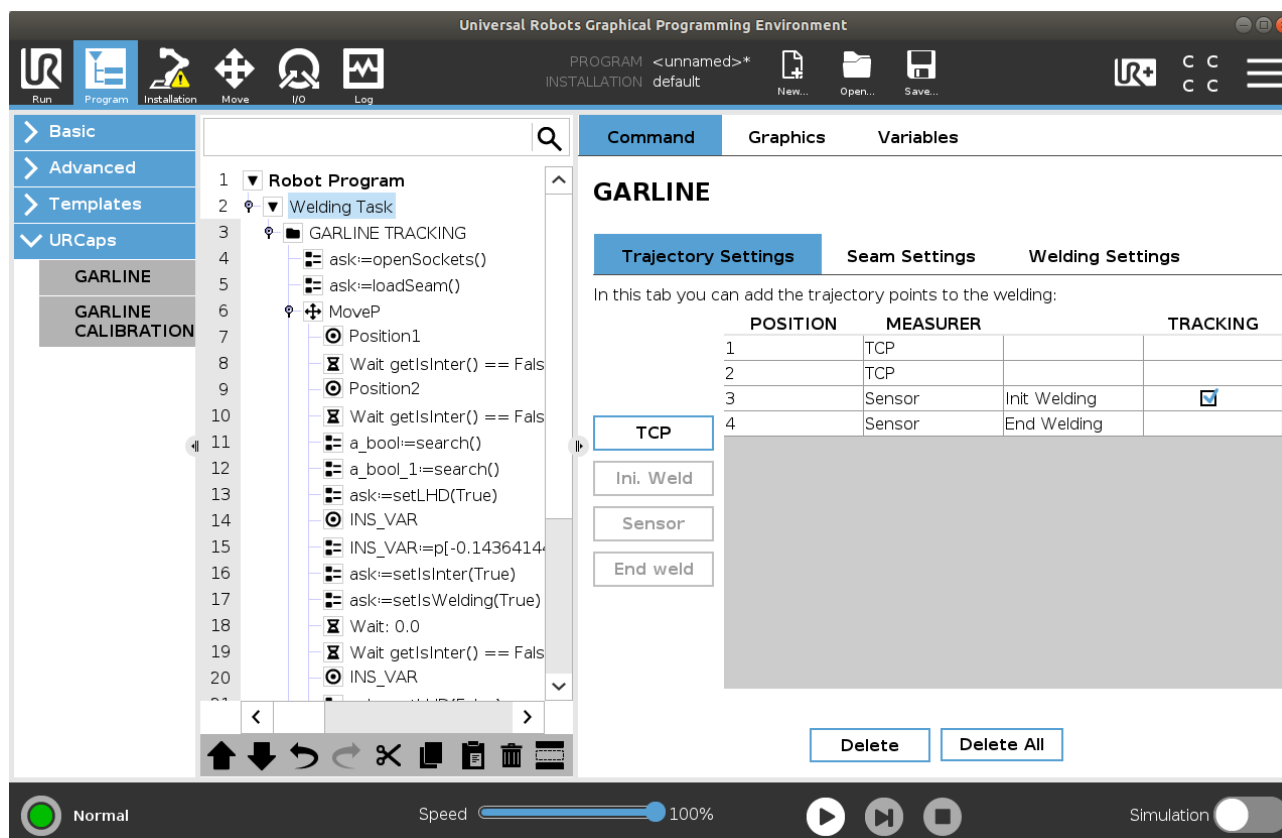 Universal Robots Graphical Programming Environment
UR
Run
Program
Installation
Move
I/O
Log
PROGRAM <unnamed>*
INSTALLATION default
New...
Open...
Save...
UR+
C C
C C
Basic
Advanced
Templates
URCaps
GARLINE
GARLINE
CALIBRATION
1 Robot Program
2 Welding Task
3 GARLINE TRACKING
4 ask:=openSockets()
5 ask:=loadSeam()
6 MoveP
7 Position1
8 Wait getIsInter() == Fals
9 Position2
10 Wait getIsInter() == Fals
11 a_bool:=search()
12 a_bool_1:=search()
13 ask:=setLHD(True)
14 INS_VAR
15 INS_VAR:=p[-0.14364144
16 ask:=setIsInter(True)
17 ask:=setIsWelding(True)
18 Wait: 0.0
19 Wait getIsInter() == Fals
20 INS_VAR
Command Graphics Variables
GARLINE
Trajectory Settings Seam Settings Welding Settings
In this tab you can add the trajectory points to the welding:
POSITION MEASURER TRACKING
1 TCP
2 TCP
3 Sensor Init Welding
4 Sensor End Welding
TCP
Ini. Weld
Sensor
End weld
Delete Delete All
Normal
Speed 100%
Simulation